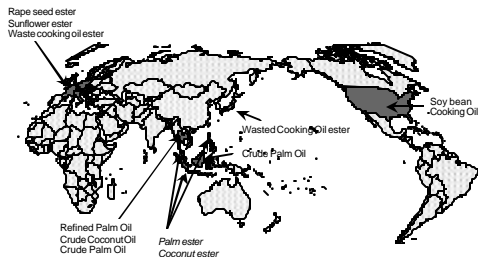 Rape seed ester
Sunflower ester
Waste cooking oil ester
Soy bean
Cooking Oil
Wasted Cooking Oil ester
Crude Palm Oil
Refined Palm Oil
Crude Coconut Oil
Crude Palm Oil
Palm ester
Coconut ester